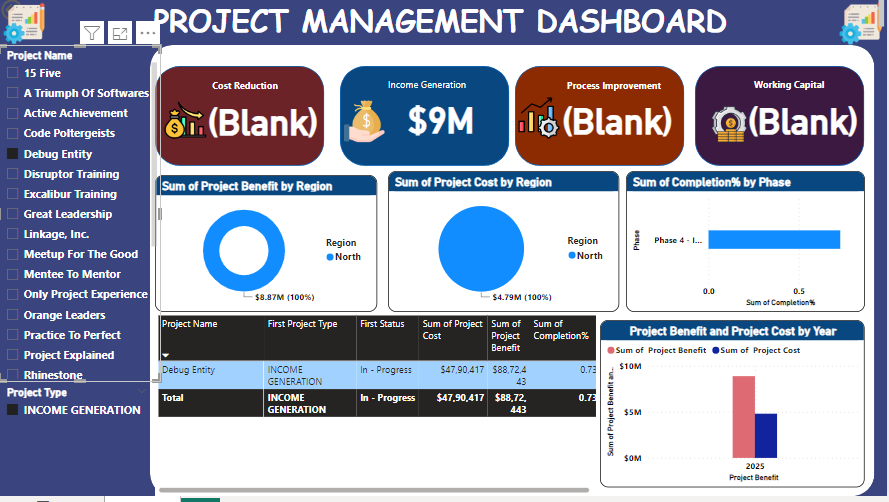 PROJECT MANAGEMENT DASHBOARD
Project Name
15 Five
A Triumph Of Softwares
Active Achievement
Code Poltergeists
Debug Entity
Disruptor Training
Excalibur Training
Great Leadership
Linkage, Inc.
Meetup For The Good
Mentee To Mentor
Only Project Experience
Orange Leaders
Practice To Perfect
Project Explained
Rhinestone
Project Type
INCOME GENERATION
Cost Reduction
(Blank)
Income Generation
$9M
Process Improvement
(Blank)
Working Capital
(Blank)
Sum of Project Benefit by Region
Region
North
$8.87M (100%)
Sum of Project Cost by Region
Region
North
$4.79M (100%)
Sum of Completion% by Phase
Phase
Phase 4 - I...
0.0 0.5
Sum of Completion%
Project Name First Project Type First Status Sum of Project Cost Sum of Project Benefit Sum of Completion%
Debug Entity INCOME GENERATION In - Progress $47,90,417 $88,72,443 0.73
Total INCOME GENERATION In - Progress $47,90,417 $88,72,443 0.73
Project Benefit and Project Cost by Year
Sum of Project Benefit Sum of Project Cost
Sum of Project Benefit an...
$10M
$5M
$0M
2025
Project Benefit